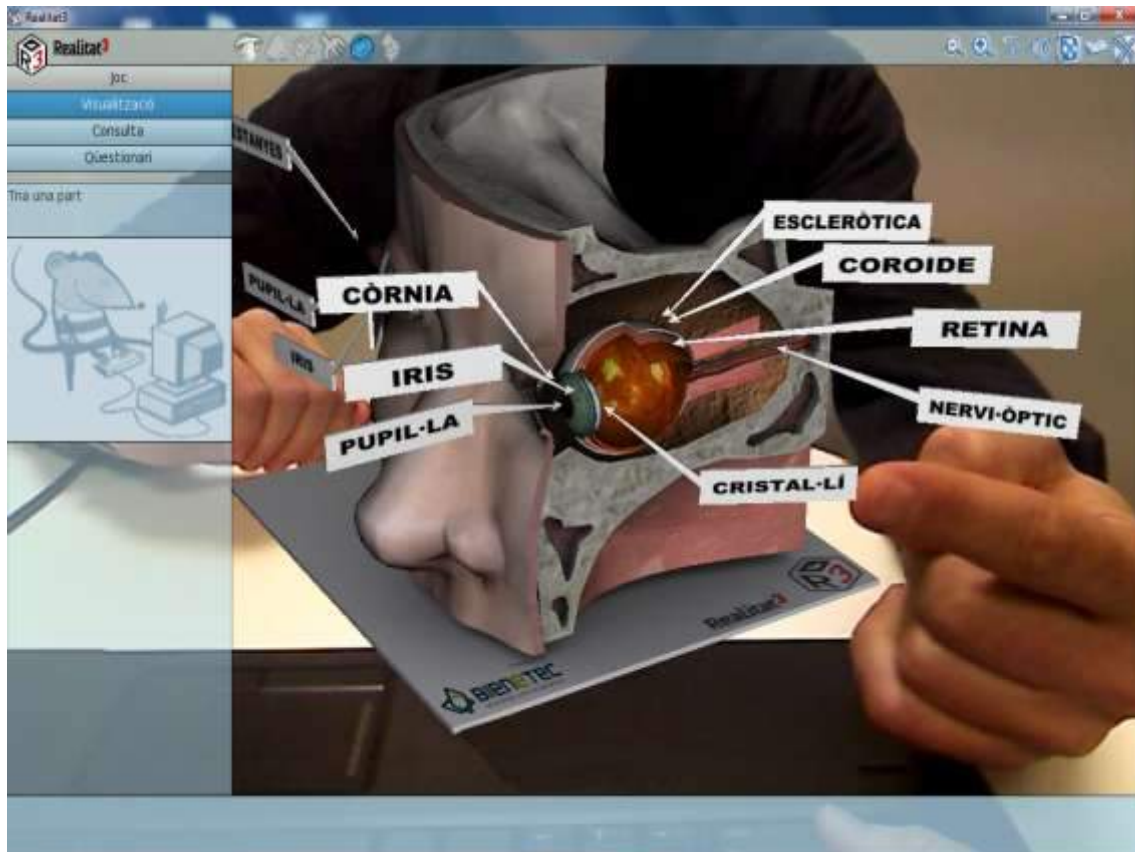 Realitat3
Realitat3
Joc
Visualització
Consulta
Qüestionari
Tria una part
PUPIL·LA
IRIS
CÒRNIA
IRIS
PUPIL·LA
ESCLERÒTICA
COROIDE
RETINA
NERVI·ÒPTIC
CRISTAL·LÍ
Realitat3
R3
BIENETEC